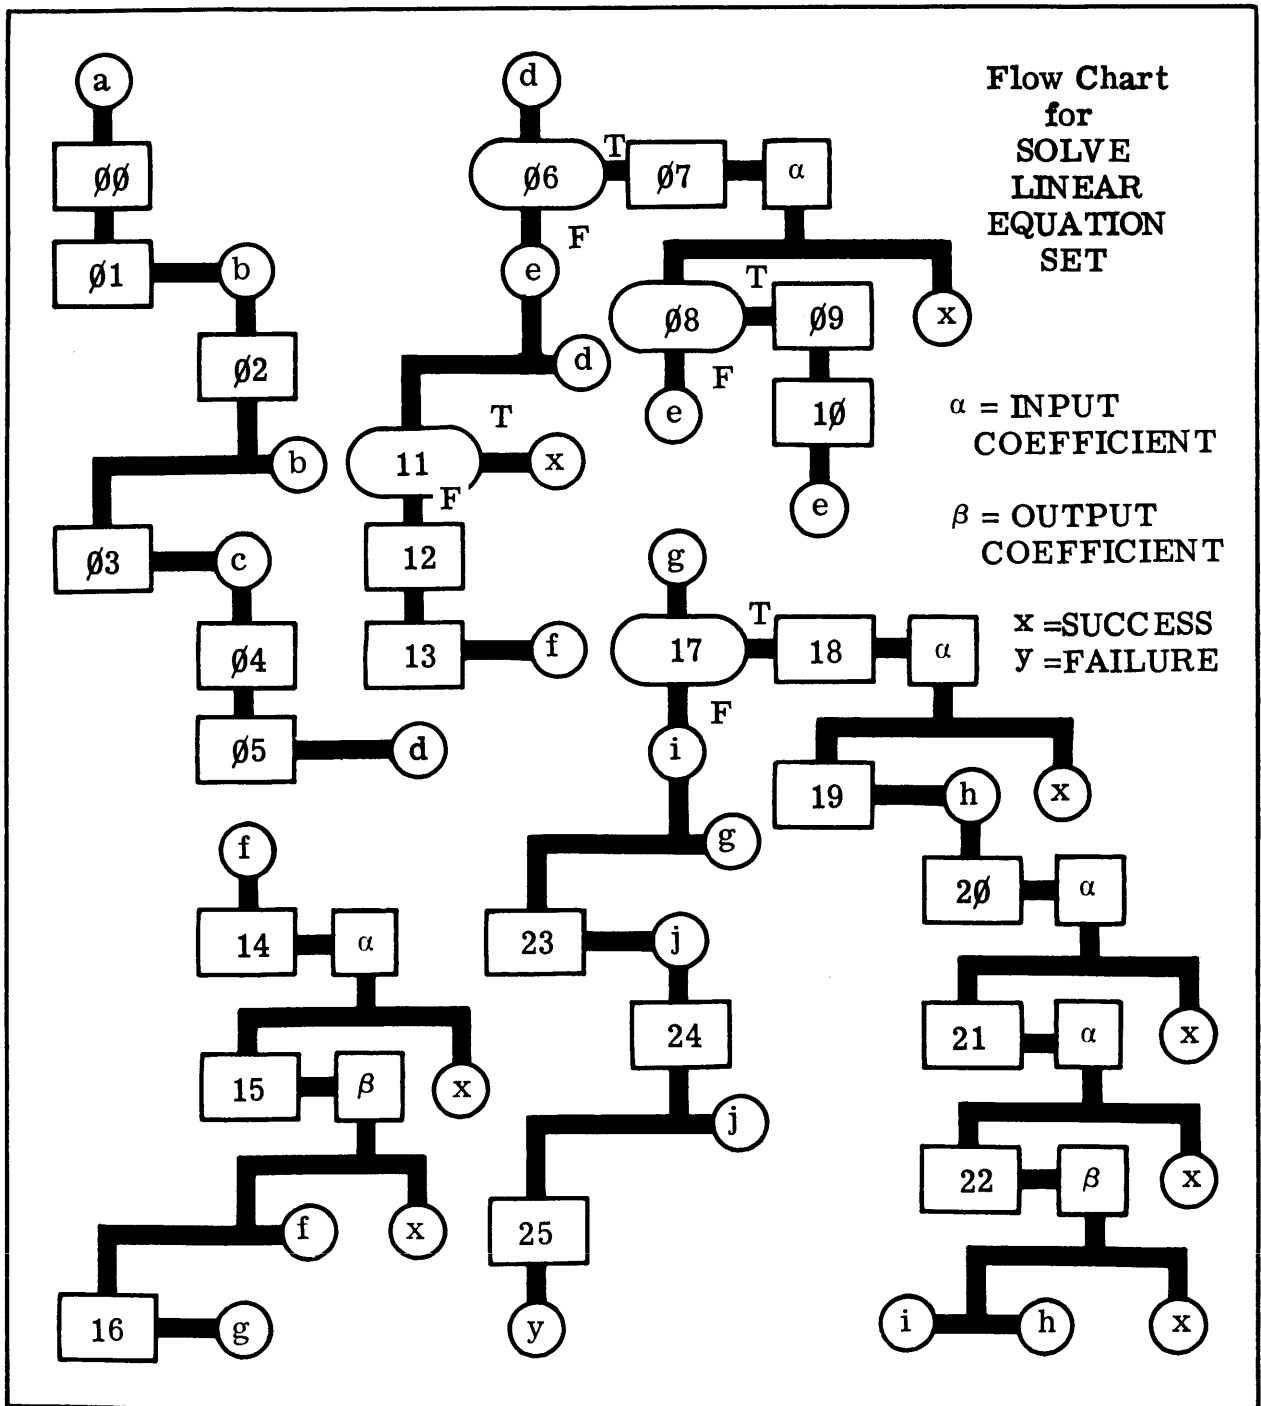 Flow Chart
for
SOLVE
LINEAR
EQUATION
SET
α = INPUT
COEFFICIENT
β = OUTPUT
COEFFICIENT
x =SUCCESS
y =FAILURE
a
ØØ
Ø1
b
Ø2
b
Ø3
c
Ø4
Ø5
d
d
Ø6
T
Ø7
α
F
e
d
Ø8
T
Ø9
x
F
e
1Ø
e
11
T
x
F
12
13
f
f
14
α
15
β
x
f
x
16
g
g
17
T
18
α
F
i
g
19
h
x
2Ø
α
21
α
x
22
β
x
i
h
x
23
j
24
j
25
y